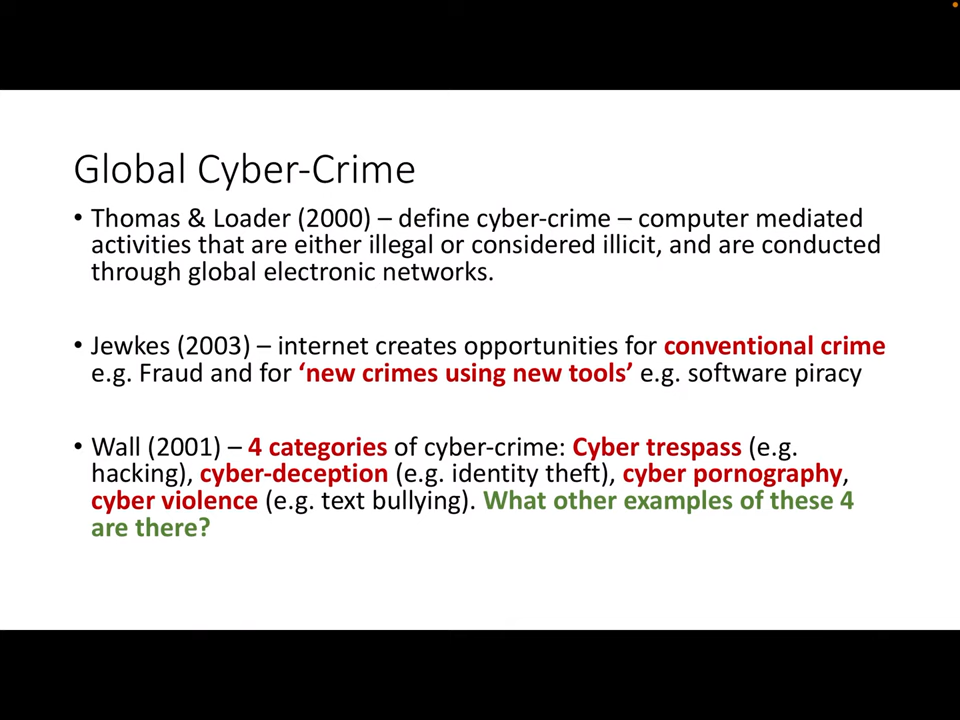 Global Cyber-Crime
• Thomas & Loader (2000) – define cyber-crime – computer mediated
activities that are either illegal or considered illicit, and are conducted
through global electronic networks.
• Jewkes (2003) – internet creates opportunities for conventional crime
e.g. Fraud and for ‘new crimes using new tools’ e.g. software piracy
• Wall (2001) – 4 categories of cyber-crime: Cyber trespass (e.g.
hacking), cyber-deception (e.g. identity theft), cyber pornography,
cyber violence (e.g. text bullying). What other examples of these 4
are there?